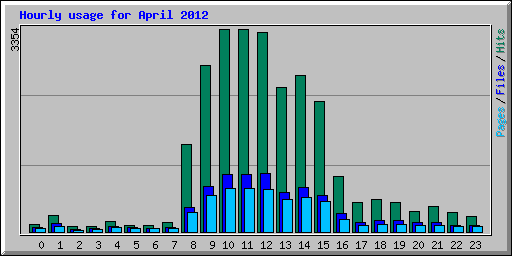 Hourly usage for April 2012
3354
Pages / Files / Hits
0 1 2 3 4 5 6 7 8 9 10 11 12 13 14 15 16 17 18 19 20 21 22 23